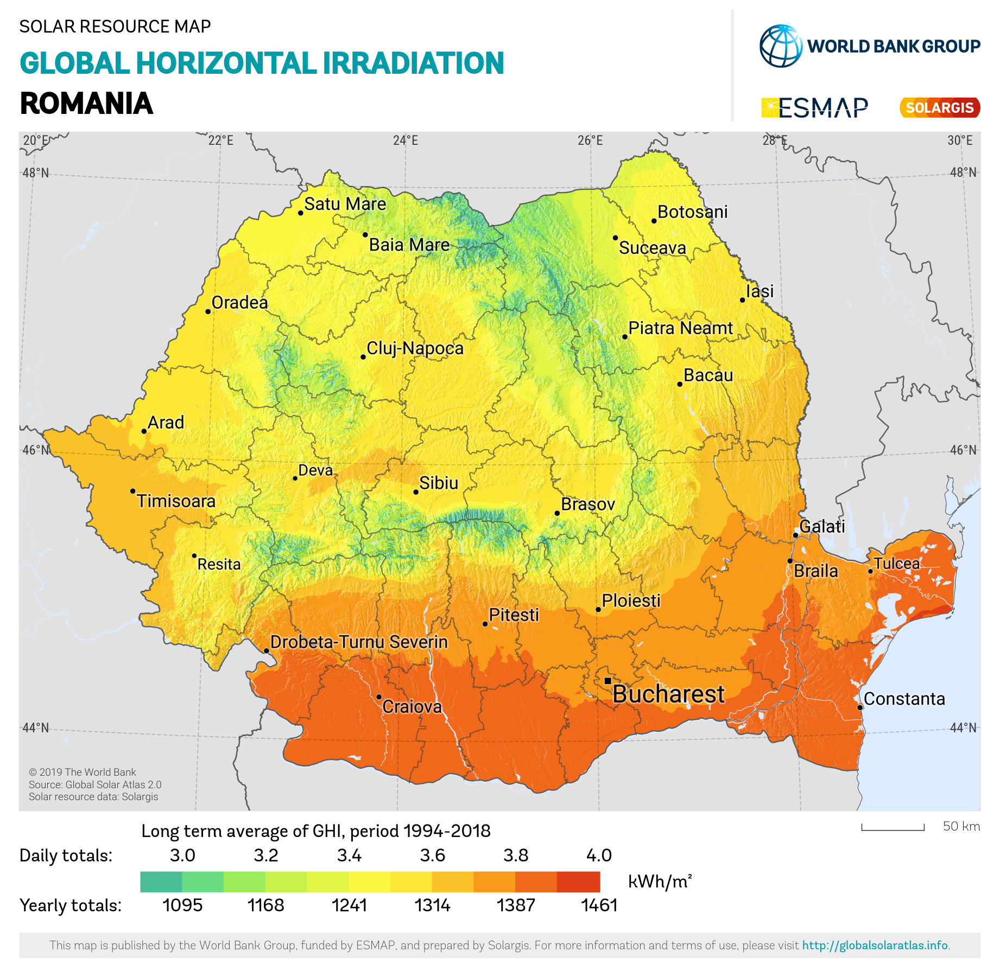 SOLAR RESOURCE MAP
GLOBAL HORIZONTAL IRRADIATION
ROMANIA
WORLD BANK GROUP
ESMAP
SOLARGIS
20°E
22°E
24°E
26°E
28°E
30°E
48°N
48°N
Satu Mare
Botosani
Baia Mare
Suceava
Iasi
Oradea
Piatra Neamt
Cluj-Napoca
Bacau
Arad
46°N
46°N
Deva
Sibiu
Timisoara
Brasov
Galati
Resita
Tulcea
Braila
Ploiesti
Pitesti
Drobeta-Turnu Severin
Bucharest
Constanta
Craiova
44°N
44°N
© 2019 The World Bank
Source: Global Solar Atlas 2.0
Solar resource data: Solargis
Long term average of GHI, period 1994-2018
50 km
Daily totals: 3.0 3.2 3.4 3.6 3.8 4.0
kWh/m²
Yearly totals: 1095 1168 1241 1314 1387 1461
This map is published by the World Bank Group, funded by ESMAP, and prepared by Solargis. For more information and terms of use, please visit http://globalsolaratlas.info.